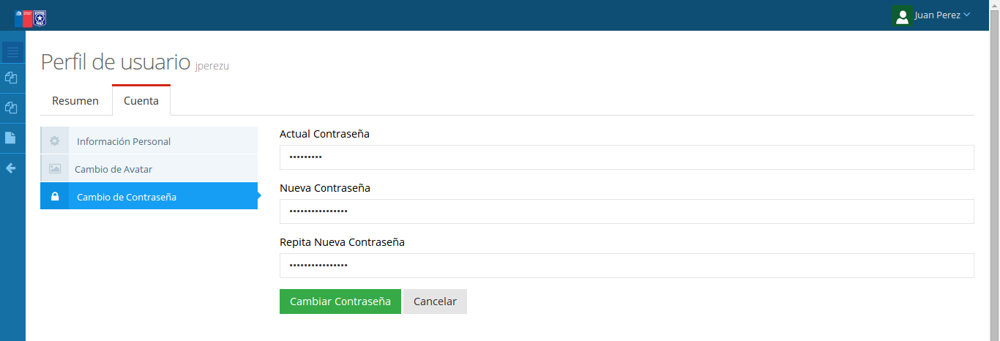 Juan Perez
Perfil de usuario jperezu
Resumen
Cuenta
Información Personal
Cambio de Avatar
Cambio de Contraseña
Actual Contraseña
•••••••••
Nueva Contraseña
••••••••••••••••
Repita Nueva Contraseña
••••••••••••••••
Cambiar Contraseña
Cancelar